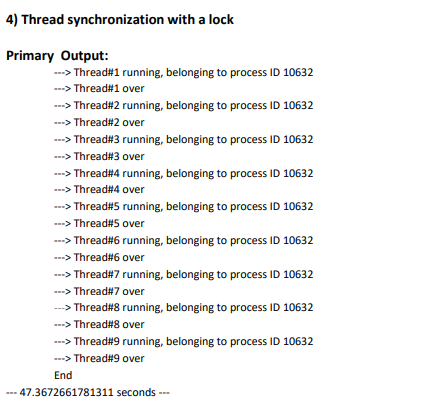 4) Thread synchronization with a lock
Primary Output:
---> Thread#1 running, belonging to process ID 10632
---> Thread#1 over
---> Thread#2 running, belonging to process ID 10632
---> Thread#2 over
---> Thread#3 running, belonging to process ID 10632
---> Thread#3 over
---> Thread#4 running, belonging to process ID 10632
---> Thread#4 over
---> Thread#5 running, belonging to process ID 10632
---> Thread#5 over
---> Thread#6 running, belonging to process ID 10632
---> Thread#6 over
---> Thread#7 running, belonging to process ID 10632
---> Thread#7 over
---> Thread#8 running, belonging to process ID 10632
---> Thread#8 over
---> Thread#9 running, belonging to process ID 10632
---> Thread#9 over
End
--- 47.3672661781311 seconds ---